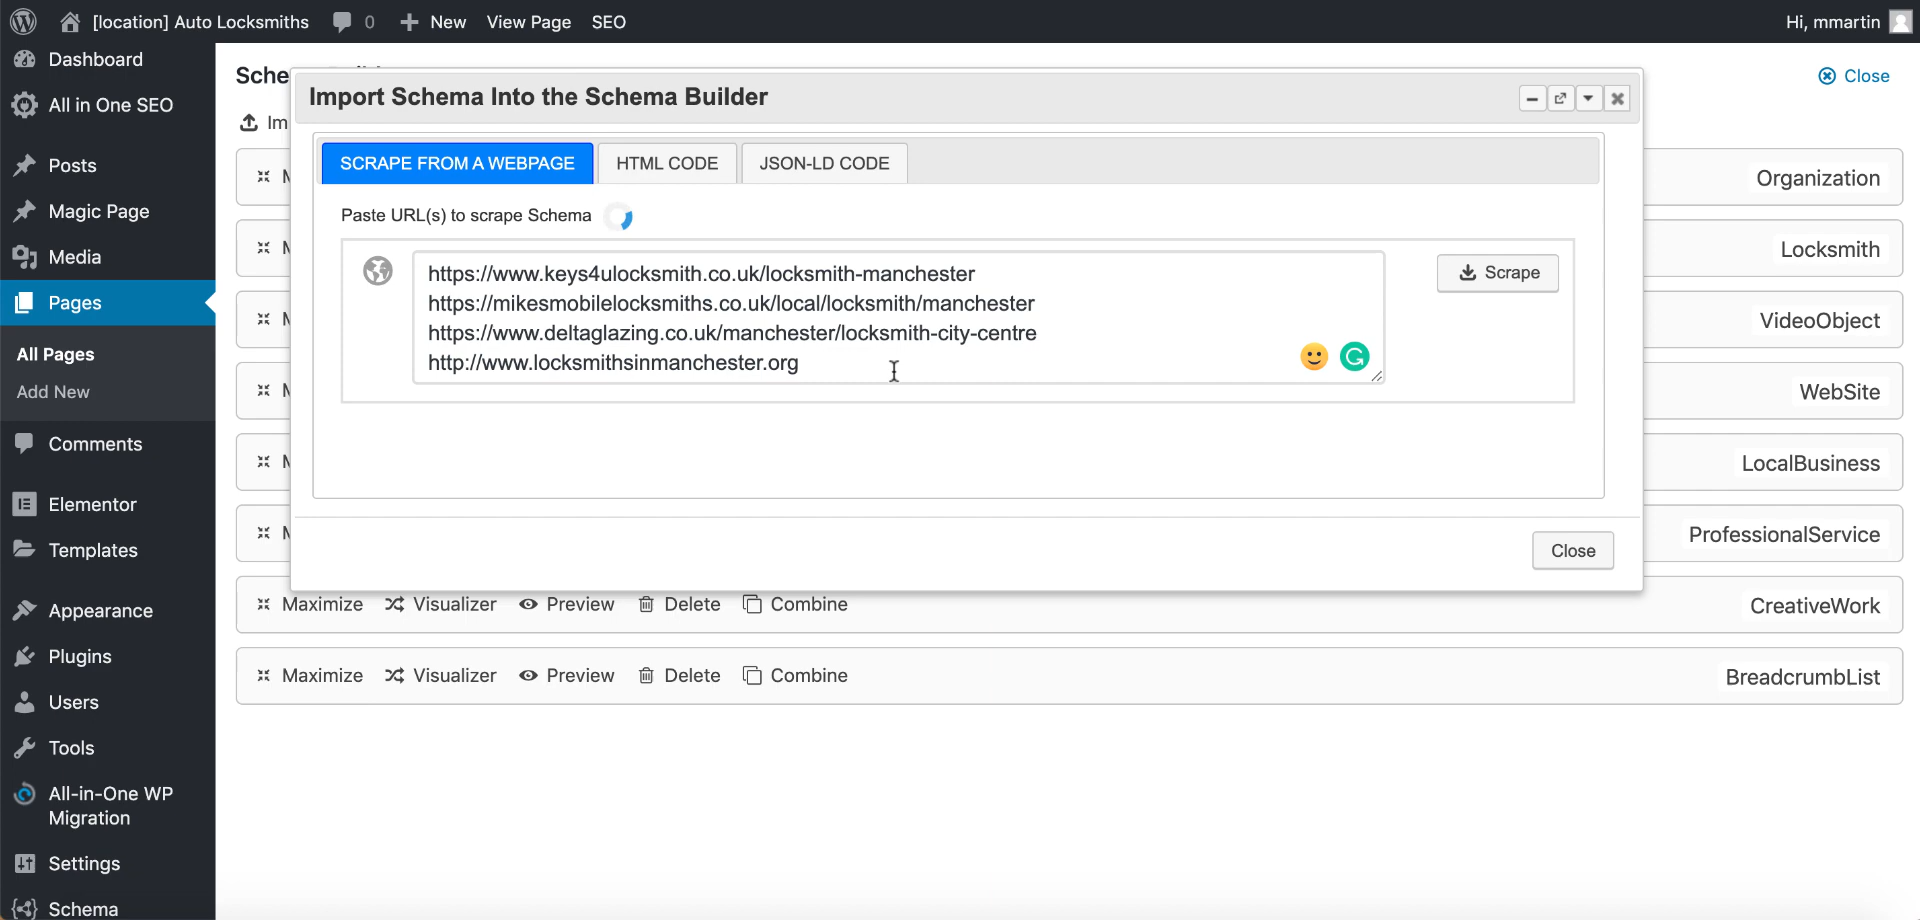 [location] Auto Locksmiths 0 New View Page SEO Hi, mmartin
Dashboard
All in One SEO
Posts
Magic Page
Media
Pages
All Pages
Add New
Comments
Elementor
Templates
Appearance
Plugins
Users
Tools
All-in-One WP
Migration
Settings
Schema
Close
Import Schema Into the Schema Builder
SCRAPE FROM A WEBPAGE HTML CODE JSON-LD CODE
Paste URL(s) to scrape Schema
https://www.keys4ulocksmith.co.uk/locksmith-manchester
https://mikesmobilelocksmiths.co.uk/local/locksmith/manchester
https://www.deltaglazing.co.uk/manchester/locksmith-city-centre
http://www.locksmithsinmanchester.org
Scrape
Close
Organization
Locksmith
VideoObject
WebSite
LocalBusiness
ProfessionalService
Maximize Visualizer Preview Delete Combine CreativeWork
Maximize Visualizer Preview Delete Combine BreadcrumbList